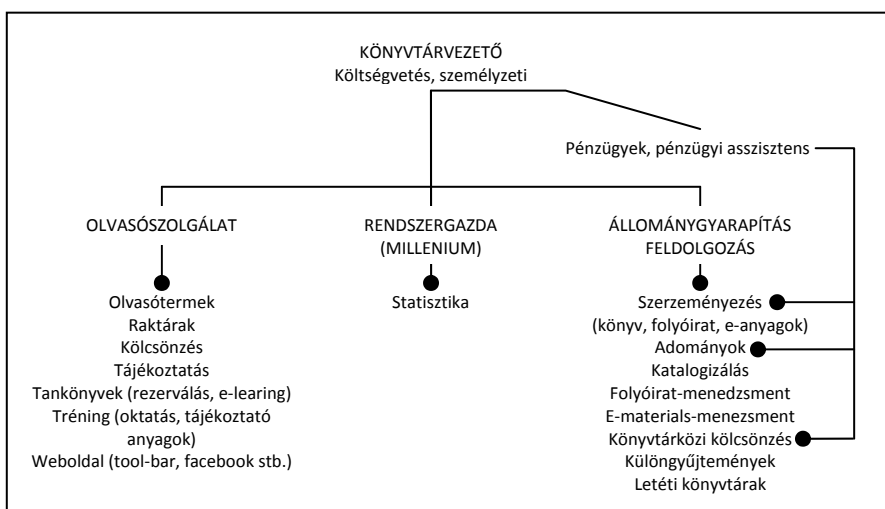 KÖNYVTÁRVEZETŐ
Költségvetés, személyzeti
Pénzügyek, pénzügyi asszisztens
OLVASÓSZOLGÁLAT
Olvasótermek
Raktárak
Kölcsönzés
Tájékoztatás
Tankönyvek (rezerválás, e-learing)
Tréning (oktatás, tájékoztató
anyagok)
Weboldal (tool-bar, facebook stb.)
RENDSZERGAZDA
(MILLENIUM)
Statisztika
ÁLLOMÁNYGYARAPÍTÁS
FELDOLGOZÁS
Szerzeményezés
(könyv, folyóirat, e-anyagok)
Adományok
Katalogizálás
Folyóirat-menedzsment
E-materials-menezsment
Könyvtárközi kölcsönzés
Különgyűjtemények
Letéti könyvtárak